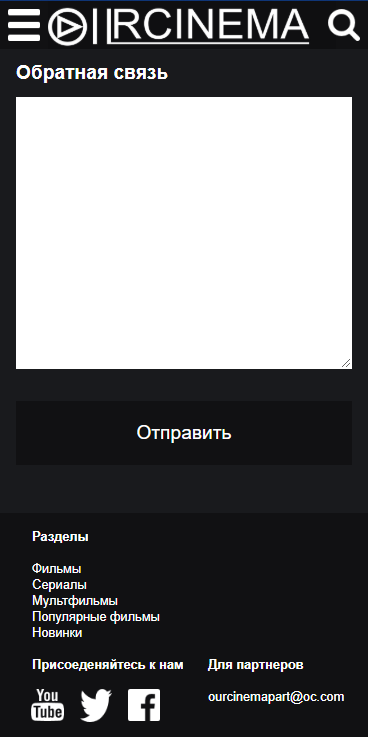 OURCINEMA
Обратная связь
Отправить
Разделы
Фильмы
Сериалы
Мультфильмы
Популярные фильмы
Новинки
Присоеденяйтесь к нам
Для партнеров
You
Tube
ourcinemapart@oc.com